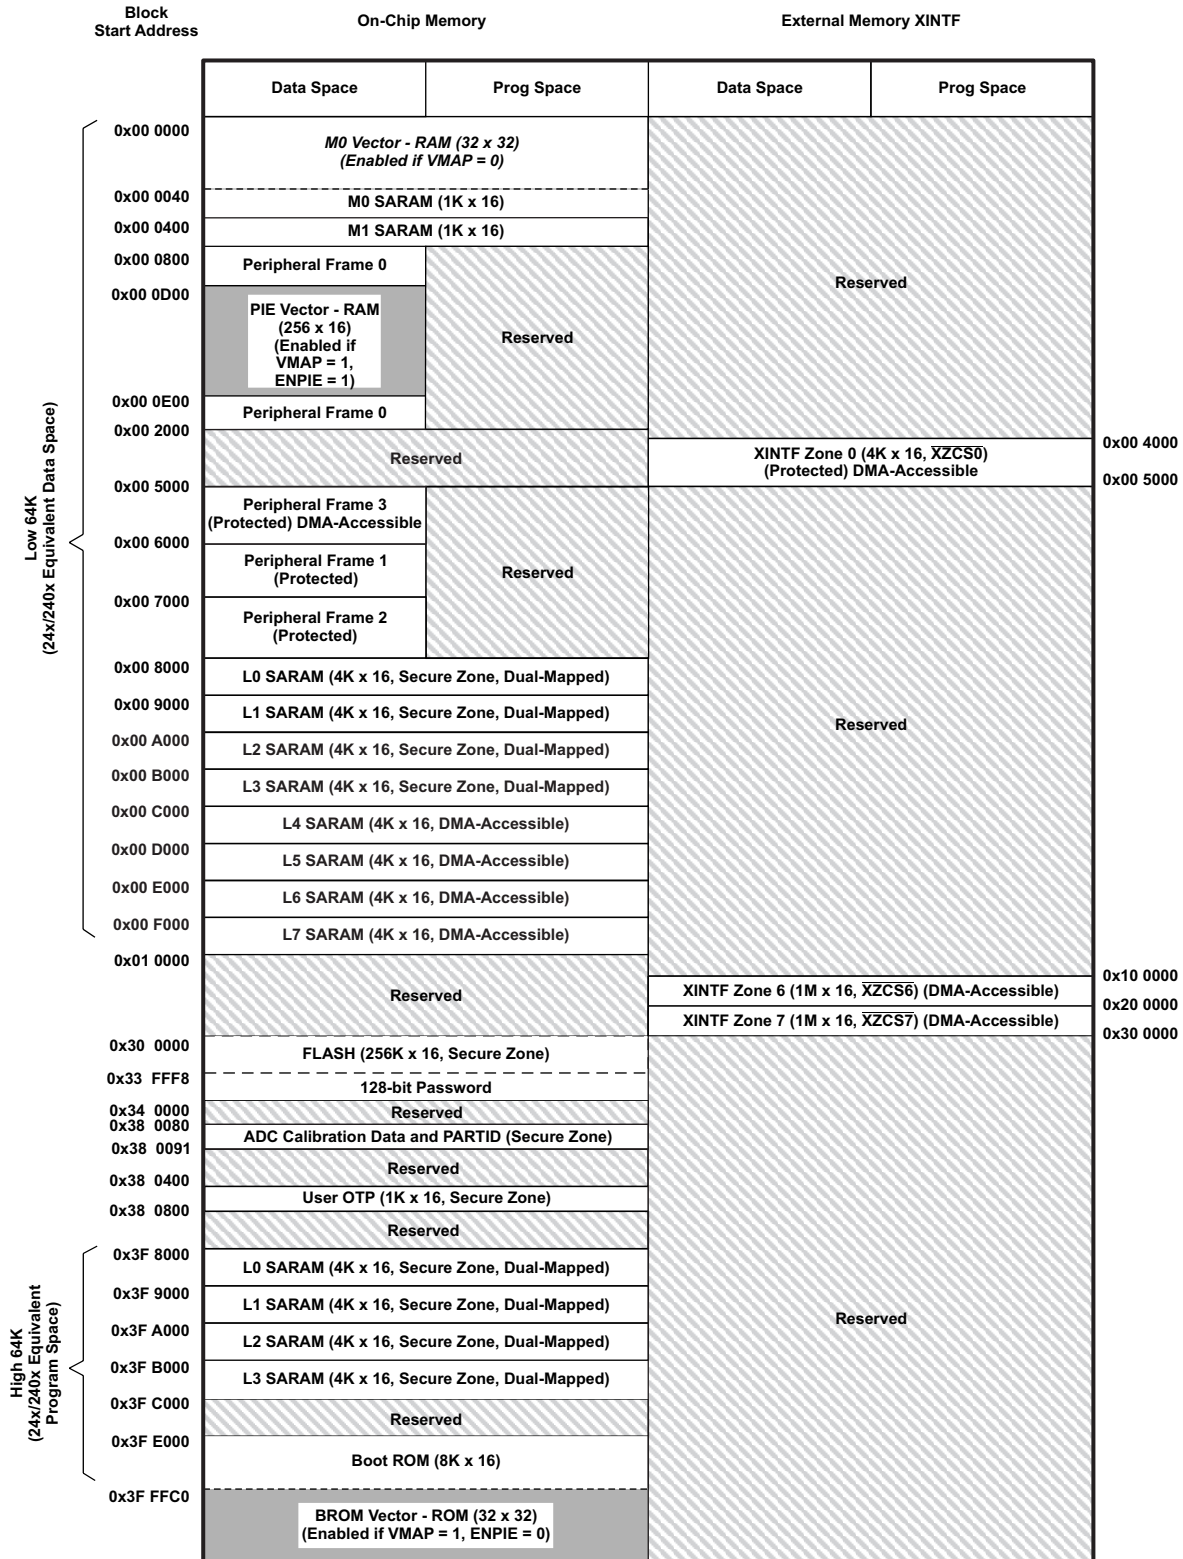 Block
Start Address
On-Chip Memory
External Memory XINTF
Data Space
Prog Space
Data Space
Prog Space
0x00 0000
M0 Vector - RAM (32 x 32)
(Enabled if VMAP = 0)
0x00 0040
M0 SARAM (1K x 16)
0x00 0400
M1 SARAM (1K x 16)
0x00 0800
Peripheral Frame 0
Reserved
0x00 0D00
PIE Vector - RAM
(256 x 16)
(Enabled if
VMAP = 1,
ENPIE = 1)
Reserved
0x00 0E00
Peripheral Frame 0
0x00 2000
Reserved
XINTF Zone 0 (4K x 16, XZCS0)
(Protected) DMA-Accessible
0x00 4000
0x00 5000
Low 64K
(24x/240x Equivalent Data Space)
0x00 5000
Peripheral Frame 3
(Protected) DMA-Accessible
0x00 6000
Peripheral Frame 1
(Protected)
Reserved
0x00 7000
Peripheral Frame 2
(Protected)
0x00 8000
L0 SARAM (4K x 16, Secure Zone, Dual-Mapped)
0x00 9000
L1 SARAM (4K x 16, Secure Zone, Dual-Mapped)
Reserved
0x00 A000
L2 SARAM (4K x 16, Secure Zone, Dual-Mapped)
0x00 B000
L3 SARAM (4K x 16, Secure Zone, Dual-Mapped)
0x00 C000
L4 SARAM (4K x 16, DMA-Accessible)
0x00 D000
L5 SARAM (4K x 16, DMA-Accessible)
0x00 E000
L6 SARAM (4K x 16, DMA-Accessible)
0x00 F000
L7 SARAM (4K x 16, DMA-Accessible)
0x01 0000
Reserved
0x10 0000
XINTF Zone 6 (1M x 16, XZCS6) (DMA-Accessible)
0x20 0000
XINTF Zone 7 (1M x 16, XZCS7) (DMA-Accessible)
0x30 0000
0x30 0000
FLASH (256K x 16, Secure Zone)
0x33 FFF8
128-bit Password
0x34 0000
Reserved
0x38 0080
ADC Calibration Data and PARTID (Secure Zone)
0x38 0091
Reserved
0x38 0400
User OTP (1K x 16, Secure Zone)
0x38 0800
Reserved
High 64K
(24x/240x Equivalent
Program Space)
0x3F 8000
L0 SARAM (4K x 16, Secure Zone, Dual-Mapped)
0x3F 9000
L1 SARAM (4K x 16, Secure Zone, Dual-Mapped)
Reserved
0x3F A000
L2 SARAM (4K x 16, Secure Zone, Dual-Mapped)
0x3F B000
L3 SARAM (4K x 16, Secure Zone, Dual-Mapped)
0x3F C000
Reserved
0x3F E000
Boot ROM (8K x 16)
0x3F FFC0
BROM Vector - ROM (32 x 32)
(Enabled if VMAP = 1, ENPIE = 0)